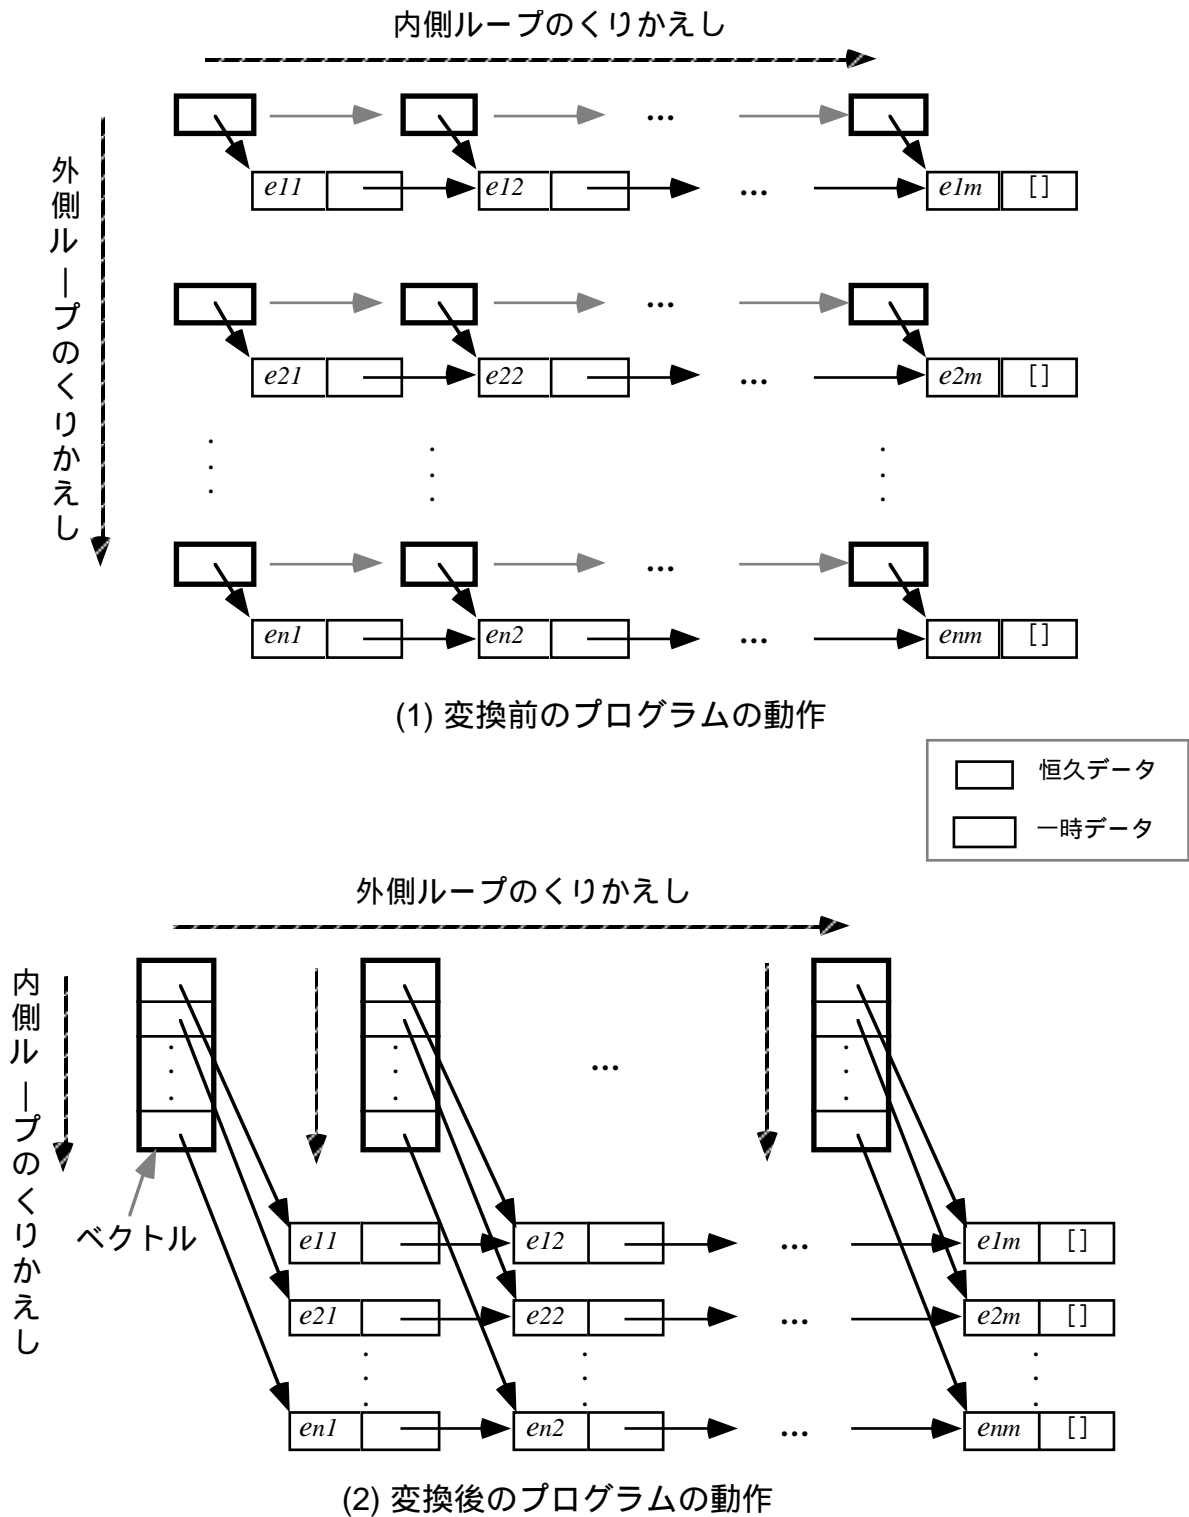 内側ループのくりかえし
外側ループのくりかえし
...
e11 e12 ... e1m []
...
e21 e22 ... e2m []
...
en1 en2 ... enm []
(1) 変換前のプログラムの動作
恒久データ
一時データ
外側ループのくりかえし
内側ループのくりかえし
...
ベクトル
e11 e12 ... e1m []
e21 e22 ... e2m []
en1 en2 ... enm []
(2) 変換後のプログラムの動作